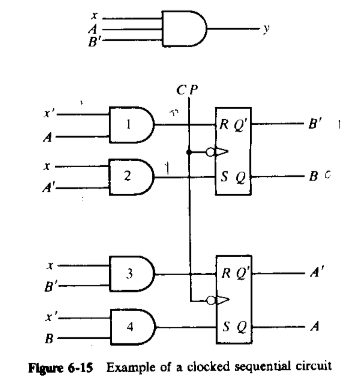 x
A
B'
y
CP
x'
A
1
R Q'
B'
x
A'
2
S Q
B
x
B'
3
R Q'
A'
x'
B
4
S Q
A
Figure 6-15 Example of a clocked sequential circuit